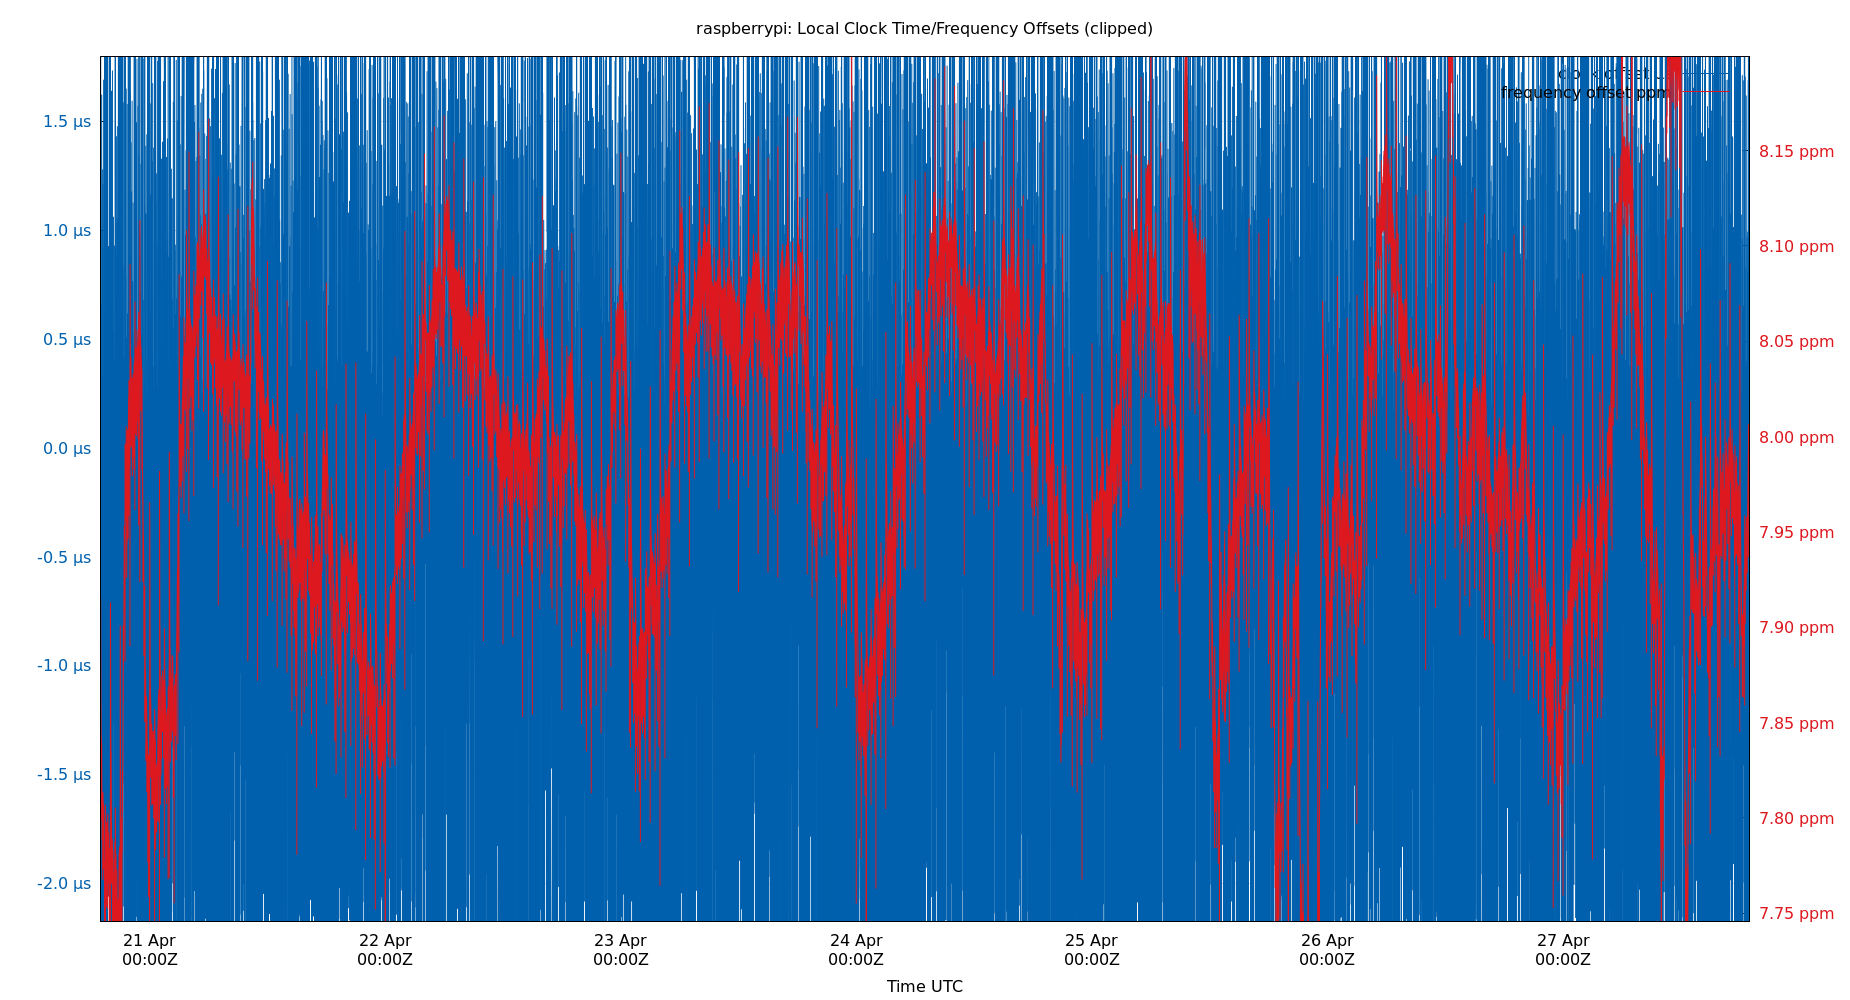 raspberrypi: Local Clock Time/Frequency Offsets (clipped)
clock offset
frequency offset ppm
1.5 µs
1.0 µs
0.5 µs
0.0 µs
-0.5 µs
-1.0 µs
-1.5 µs
-2.0 µs
8.15 ppm
8.10 ppm
8.05 ppm
8.00 ppm
7.95 ppm
7.90 ppm
7.85 ppm
7.80 ppm
7.75 ppm
21 Apr 22 Apr 23 Apr 24 Apr 25 Apr 26 Apr 27 Apr
00:00Z 00:00Z 00:00Z 00:00Z 00:00Z 00:00Z 00:00Z
Time UTC